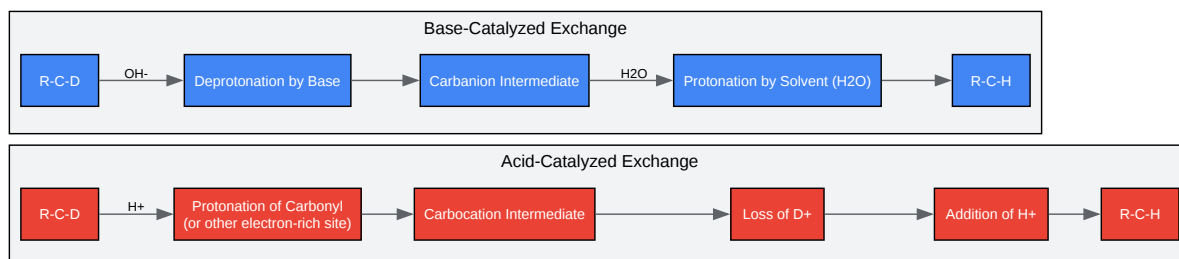 Base-Catalyzed Exchange
R-C-D
OH-
Deprotonation by Base
Carbanion Intermediate
H2O
Protonation by Solvent (H2O)
R-C-H
Acid-Catalyzed Exchange
R-C-D
H+
Protonation of Carbonyl
(or other electron-rich site)
Carbocation Intermediate
Loss of D+
Addition of H+
R-C-H